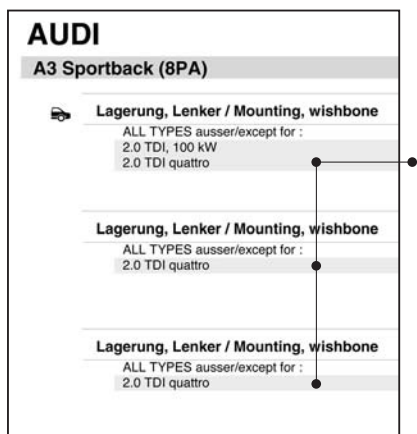 AUDI
A3 Sportback (8PA)
Lagerung, Lenker / Mounting, wishbone
ALL TYPES ausser/except for :
2.0 TDI, 100 kW
2.0 TDI quattro
Lagerung, Lenker / Mounting, wishbone
ALL TYPES ausser/except for :
2.0 TDI quattro
Lagerung, Lenker / Mounting, wishbone
ALL TYPES ausser/except for :
2.0 TDI quattro